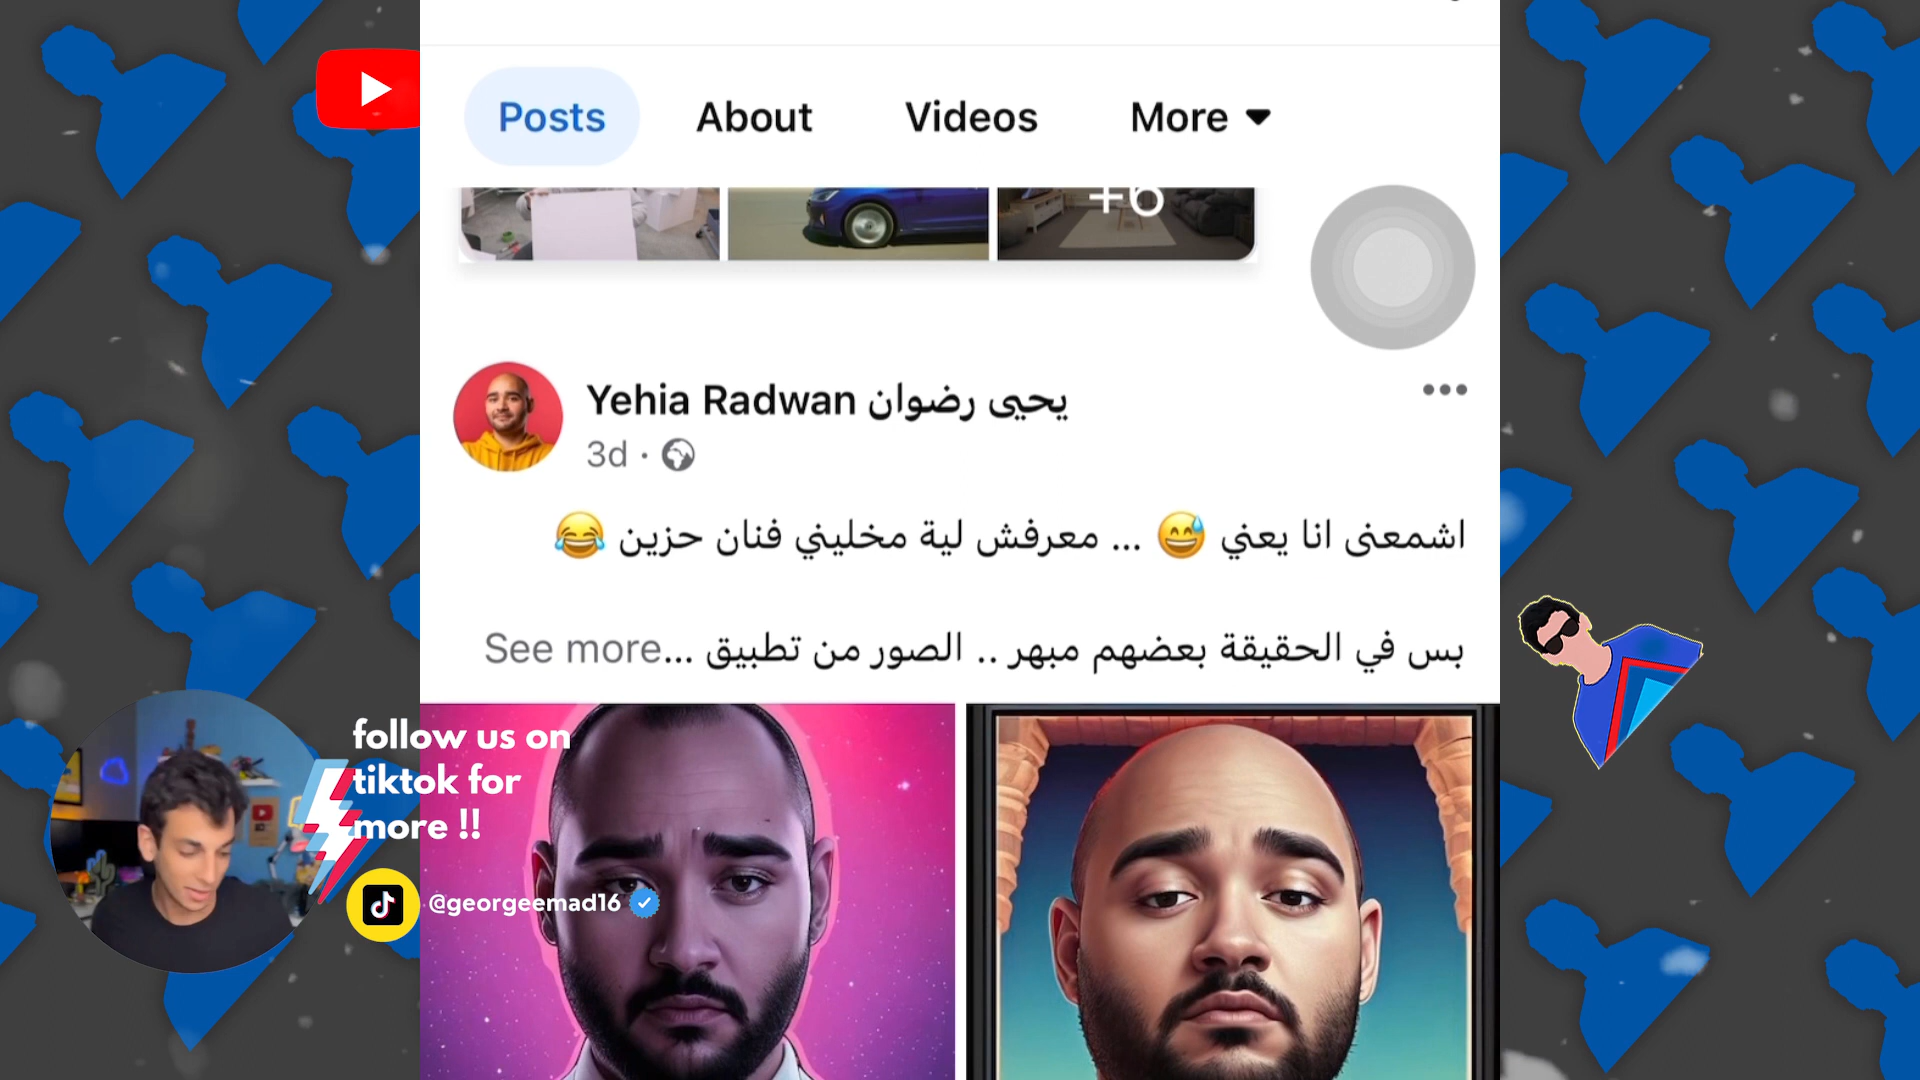 Posts About Videos More
+6
Yehia Radwan يحيى رضوان
3d ·
اشمعنى انا يعني 😅 ... معرفش لية مخليني فنان حزين 😂
بس في الحقيقة بعضهم مبهر .. الصور من تطبيق ... See more
follow us on
tiktok for
more !!
@georgeemad16